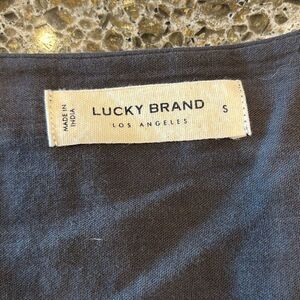 MADE IN
INDIA
LUCKY BRAND
LOS ANGELES
S